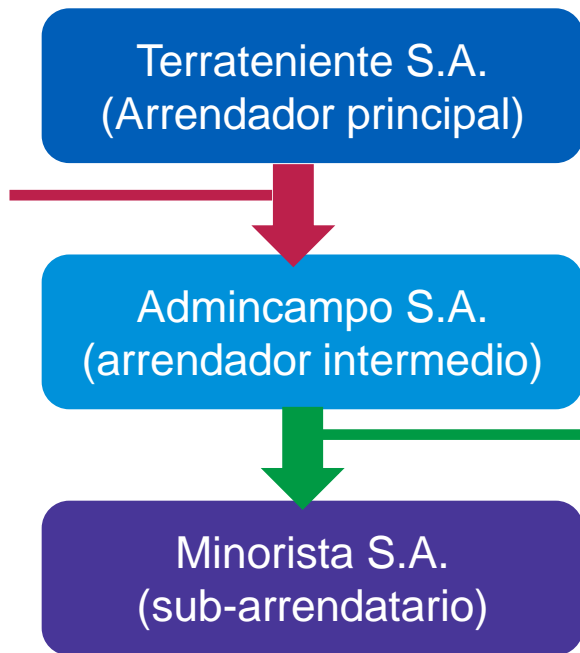 Terrateniente S.A.
(Arrendador principal)
Admincampo S.A.
(arrendador intermedio)
Minorista S.A.
(sub-arrendatario)